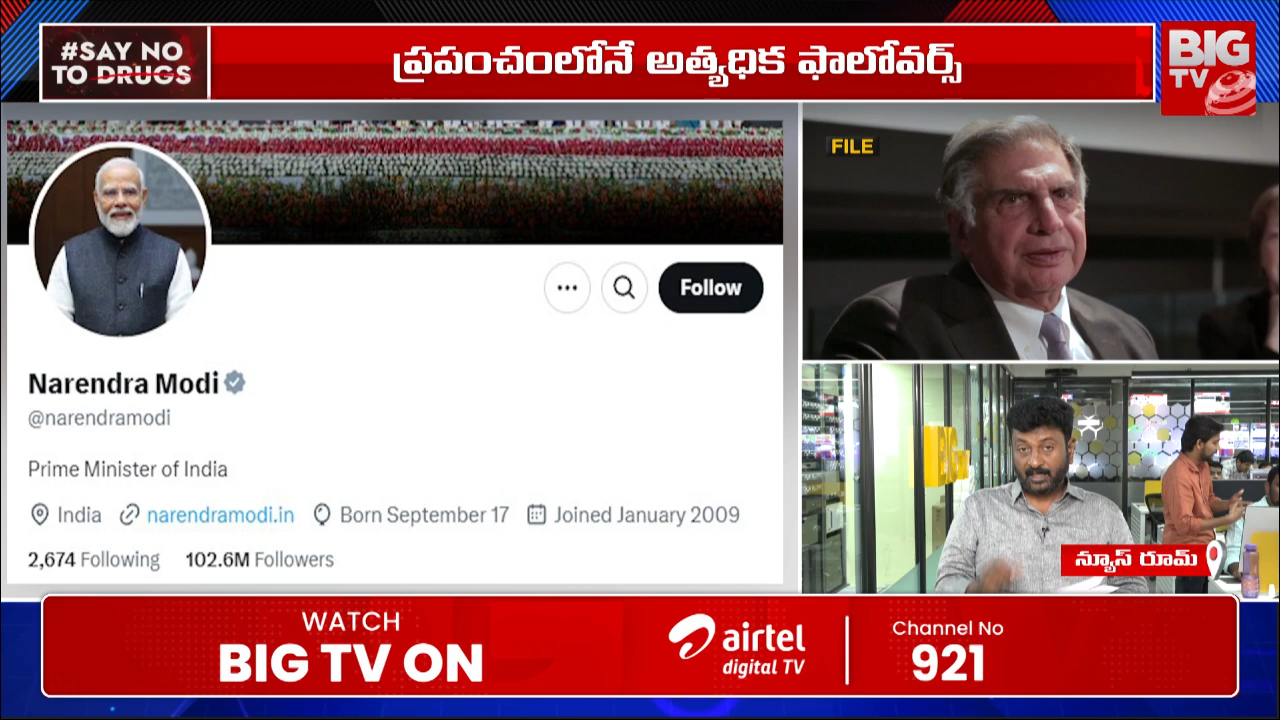 #SAY NO
TO DRUGS
ప్రపంచంలోనే అత్యధిక ఫాలోవర్స్
BIG
TV
FILE
Follow
Narendra Modi
@narendramodi
Prime Minister of India
India narendramodi.in Born September 17 Joined January 2009
2,674 Following 102.6M Followers
న్యూస్ రూమ్
WATCH
BIG TV ON
airtel
digital TV
Channel No
921